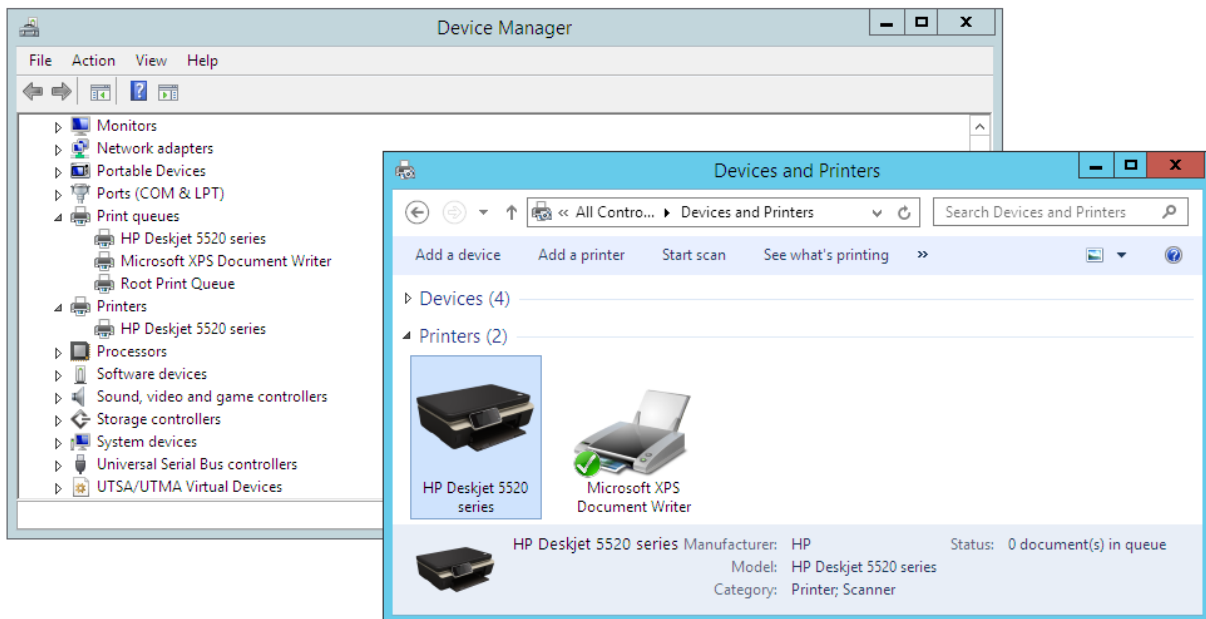 Device Manager
File Action View Help
Monitors
Network adapters
Portable Devices
Ports (COM & LPT)
Print queues
HP Deskjet 5520 series
Microsoft XPS Document Writer
Root Print Queue
Printers
HP Deskjet 5520 series
Processors
Software devices
Sound, video and game controllers
Storage controllers
System devices
Universal Serial Bus controllers
UTSA/UTMA Virtual Devices
Devices and Printers
« All Contro... Devices and Printers Search Devices and Printers
Add a device Add a printer Start scan See what's printing »
Devices (4)
Printers (2)
HP Deskjet 5520
series
Microsoft XPS
Document Writer
HP Deskjet 5520 series Manufacturer: HP Status: 0 document(s) in queue
Model: HP Deskjet 5520 series
Category: Printer; Scanner